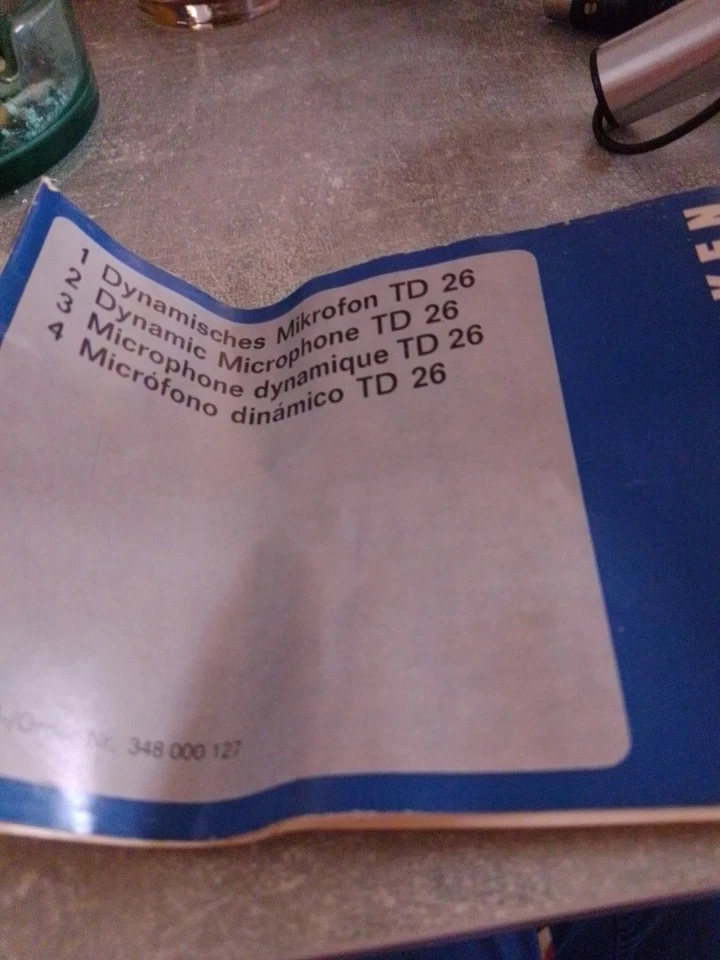 1 Dynamisches Mikrofon TD 26
2 Dynamic Microphone TD 26
3 Microphone dynamique TD 26
4 Micrófono dinámico TD 26
Nr. 348 000 127